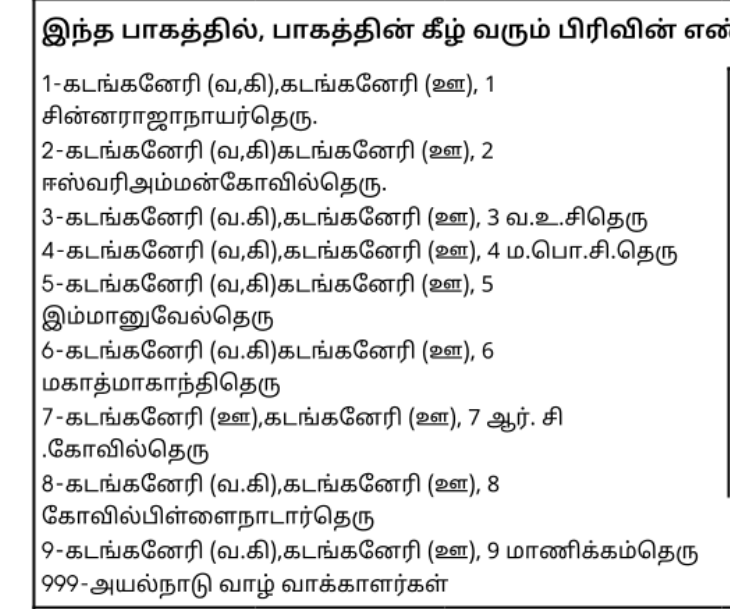 இந்த பாகத்தில், பாகத்தின் கீழ் வரும் பிரிவின்
1-கடங்கனேரி (வ,கி),கடங்கனேரி (ஊ), 1
சின்னராஜாநாயர்தெரு.
2-கடங்கனேரி (வ,கி)கடங்கனேரி (ஊ), 2
ஈஸ்வரிஅம்மன்கோவில்தெரு.
3-கடங்கனேரி (வ.கி),கடங்கனேரி (ஊ), 3 வ.உ.சிதெரு
4-கடங்கனேரி (வ,கி),கடங்கனேரி (ஊ), 4 ம.பொ.சி.தெரு
5-கடங்கனேரி (வ,கி)கடங்கனேரி (ஊ), 5
இம்மானுவேல்தெரு
6-கடங்கனேரி (வ.கி)கடங்கனேரி (ஊ), 6
மகாத்மாகாந்திதெரு
7-கடங்கனேரி (ஊ),கடங்கனேரி (ஊ), 7 ஆர். சி
.கோவில்தெரு
8-கடங்கனேரி (வ.கி),கடங்கனேரி (ஊ), 8
கோவில்பிள்ளைநாடார்தெரு
9-கடங்கனேரி (வ.கி),கடங்கனேரி (ஊ), 9 மாணிக்கம்தெரு
999-அயல்நாடு வாழ் வாக்காளர்கள்